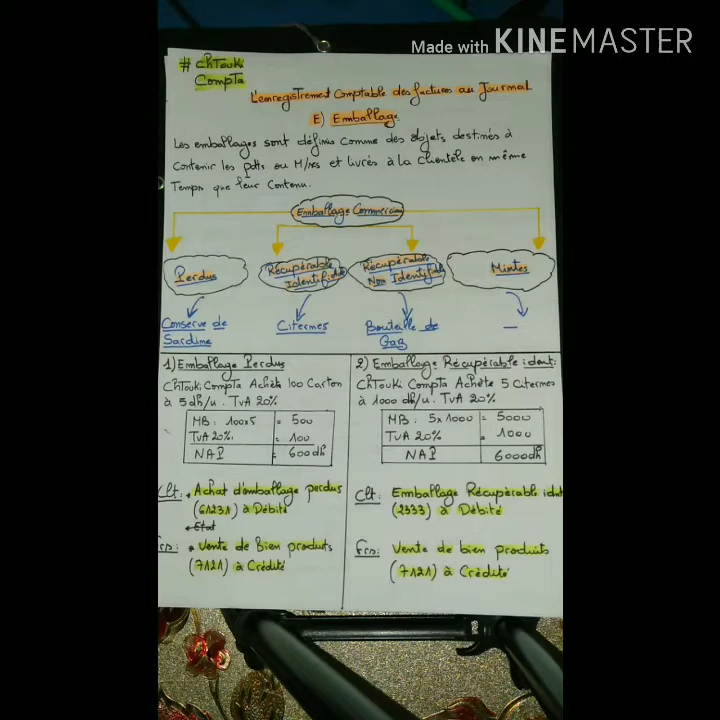 Made with KINEMASTER
# ChTouki
CompTa
L'enregistrement Comptable des factures au Journal
E) Emballage
Les emballages sont définis comme des objets destinés à
Contenir les pdts ou M/ses et livrés à la clientele en même
Temps que leur Contenu.
Emballage Commercial
Perdus
Récupérable
Identifiable
Récupérable
Non Identifiable
Mixtes
Conserve de
Sardine
Citernes
Bouteille de
Gaz
—
1) Emballage Perdus
ChTouki CompTa Achète 100 Carton
à 5dh/u. TVA 20%
MB: 100x5 = 500
TVA 20% = 100
NAP = 600dh
Clt: • Achat d'emballage perdus
(61231) à Débité
• Etat
Frs: • Vente de Bien produits
(7121) à Crédité
2) Emballage Récupérable ident:
ChTouki CompTa Achète 5 Citernes
à 1000 dh/u. TVA 20%
MB: 5x1000 = 5000
TVA 20% = 1000
NAP 6000dh
Clt: Emballage Récupérable ident
(2333) à Débité
Frs: Vente de bien produits
(7121) à Crédité